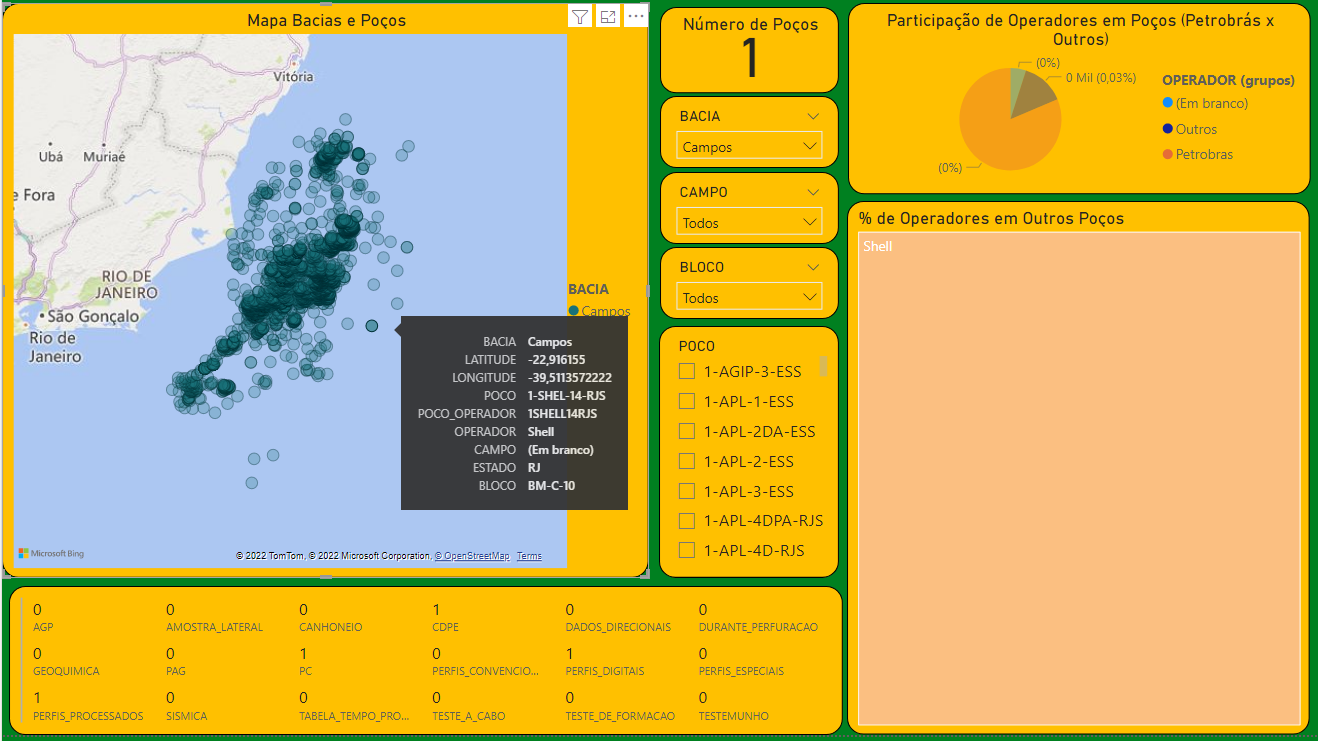 Mapa Bacias e Poços
Vitória
Ubá
Muriaé
e Fora
RIO DE
JANEIRO
São Gonçalo
Rio de
Janeiro
BACIA
Campos
BACIA Campos
LATITUDE -22,916155
LONGITUDE -39,5113572222
POCO 1-SHEL-14-RJS
POCO_OPERADOR 1SHELL14RJS
OPERADOR Shell
CAMPO (Em branco)
ESTADO RJ
BLOCO BM-C-10
Microsoft Bing
© 2022 TomTom, © 2022 Microsoft Corporation, © OpenStreetMap Terms
Número de Poços
1
BACIA
Campos
CAMPO
Todos
BLOCO
Todos
POCO
1-AGIP-3-ESS
1-APL-1-ESS
1-APL-2DA-ESS
1-APL-2-ESS
1-APL-3-ESS
1-APL-4DPA-RJS
1-APL-4D-RJS
Participação de Operadores em Poços (Petrobrás x
Outros)
(0%)
0 Mil (0,03%)
(0%)
OPERADOR (grupos)
(Em branco)
Outros
Petrobras
% de Operadores em Outros Poços
Shell
0 0 0 1 0 0
AGP AMOSTRA_LATERAL CANHONEIO CDPE DADOS_DIRECIONAIS DURANTE_PERFURACAO
0 0 1 0 1 0
GEOQUIMICA PAG PC PERFIS_CONVENCIO... PERFIS_DIGITAIS PERFIS_ESPECIAIS
1 0 0 0 0 0
PERFIS_PROCESSADOS SISMICA TABELA_TEMPO_PRO... TESTE_A_CABO TESTE_DE_FORMACAO TESTEMUNHO